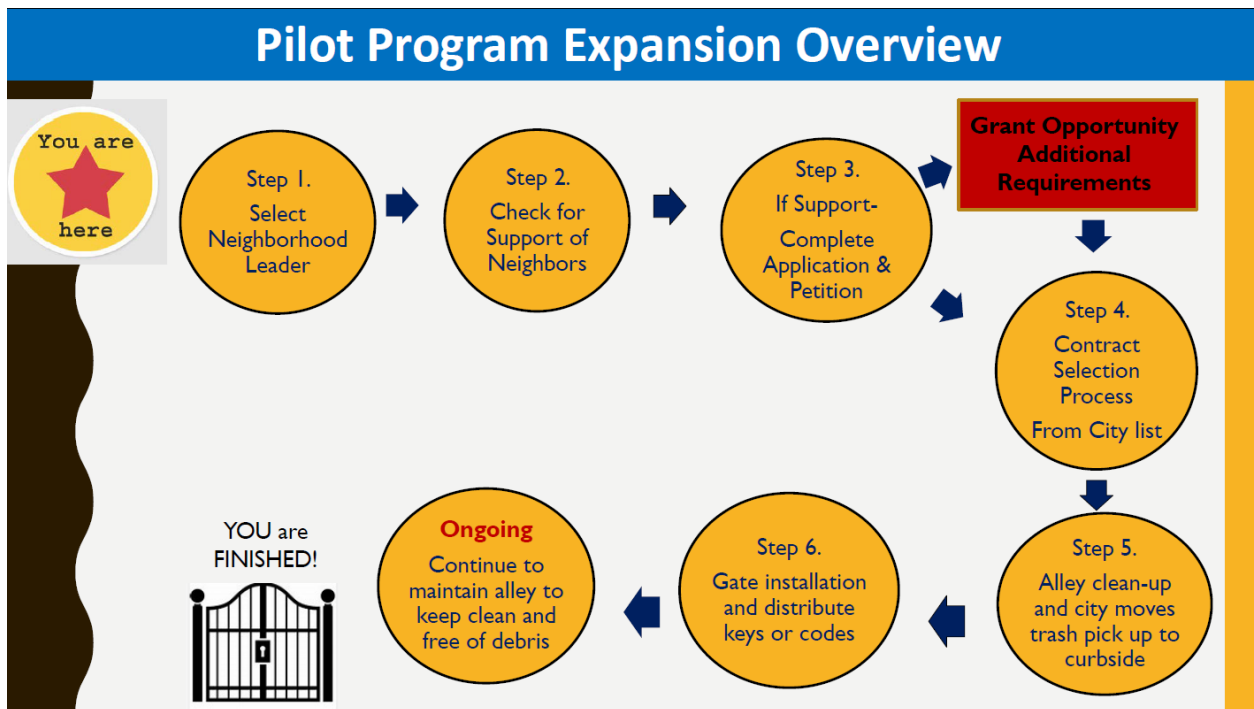 Pilot Program Expansion Overview
You are
here
Step 1.
Select
Neighborhood
Leader
Step 2.
Check for
Support of
Neighbors
Step 3.
If Support-
Complete
Application &
Petition
Grant Opportunity
Additional
Requirements
Step 4.
Contract
Selection
Process
From City list
Step 5.
Alley clean-up
and city moves
trash pick up to
curbside
Step 6.
Gate installation
and distribute
keys or codes
Ongoing
Continue to
maintain alley to
keep clean and
free of debris
YOU are
FINISHED!